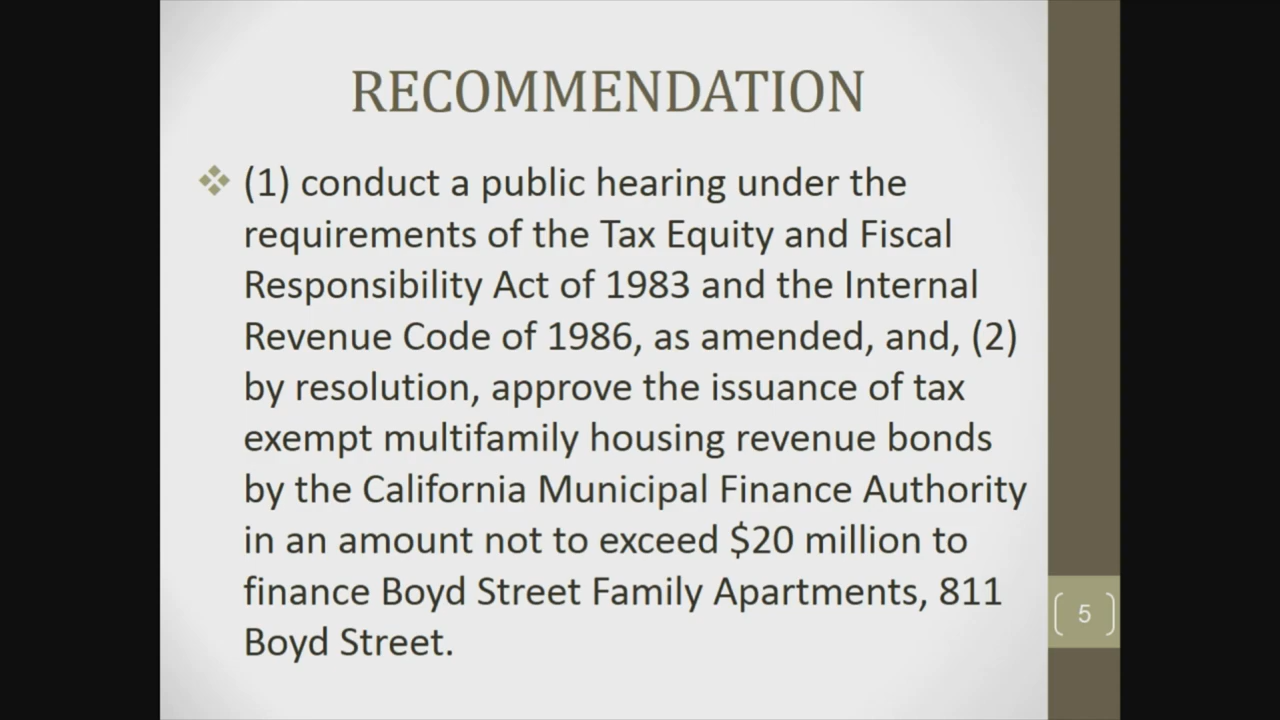 RECOMMENDATION
(1) conduct a public hearing under the
requirements of the Tax Equity and Fiscal
Responsibility Act of 1983 and the Internal
Revenue Code of 1986, as amended, and, (2)
by resolution, approve the issuance of tax
exempt multifamily housing revenue bonds
by the California Municipal Finance Authority
in an amount not to exceed $20 million to
finance Boyd Street Family Apartments, 811
Boyd Street.
5